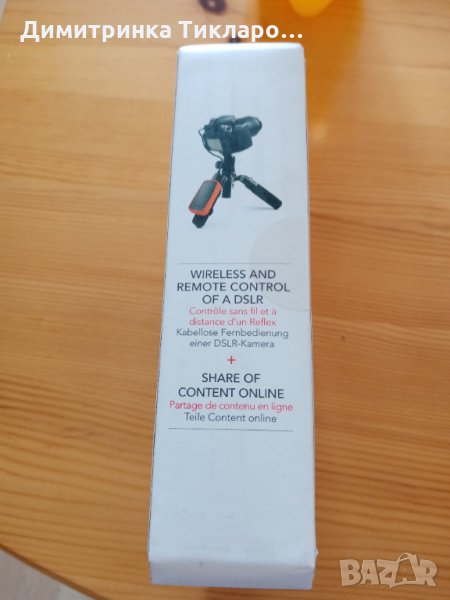 Димитринка Тикларо...
WIRELESS AND
REMOTE CONTROL
OF A DSLR
Contrôle sans fil et à
distance d'un Reflex
Kabellose Fernbedienung
einer DSLR-Kamera
+
SHARE OF
CONTENT ONLINE
Partage de contenu en ligne
Teile Content online
BAZAR